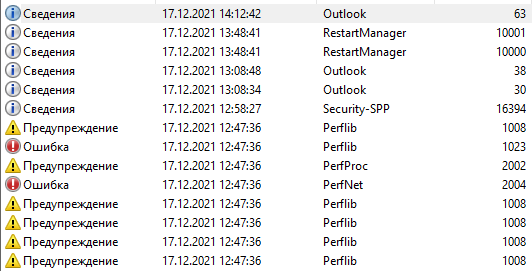 Сведения 17.12.2021 14:12:42 Outlook 63
Сведения 17.12.2021 13:48:41 RestartManager 10001
Сведения 17.12.2021 13:48:41 RestartManager 10000
Сведения 17.12.2021 13:08:48 Outlook 38
Сведения 17.12.2021 13:08:34 Outlook 30
Сведения 17.12.2021 12:58:27 Security-SPP 16394
Предупреждение 17.12.2021 12:47:36 Perflib 1008
Ошибка 17.12.2021 12:47:36 Perflib 1023
Предупреждение 17.12.2021 12:47:36 PerfProc 2002
Ошибка 17.12.2021 12:47:36 PerfNet 2004
Предупреждение 17.12.2021 12:47:36 Perflib 1008
Предупреждение 17.12.2021 12:47:36 Perflib 1008
Предупреждение 17.12.2021 12:47:36 Perflib 1008
Предупреждение 17.12.2021 12:47:36 Perflib 1008